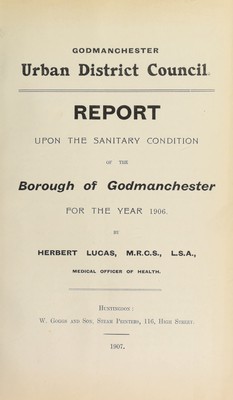 GODMANCHESTER
Urban District Council.
REPORT
UPON THE SANITARY CONDITION
OF THE
Borough of Godmanchester
FOR THE YEAR 1906.
BY
HERBERT LUCAS, M.R.C.S., L.S.A.,
MEDICAL OFFICER OF HEALTH.
HUNTINGDON:
W. GOGGS AND SON, STEAM PRINTERS, 116, HIGH STREET
1907.